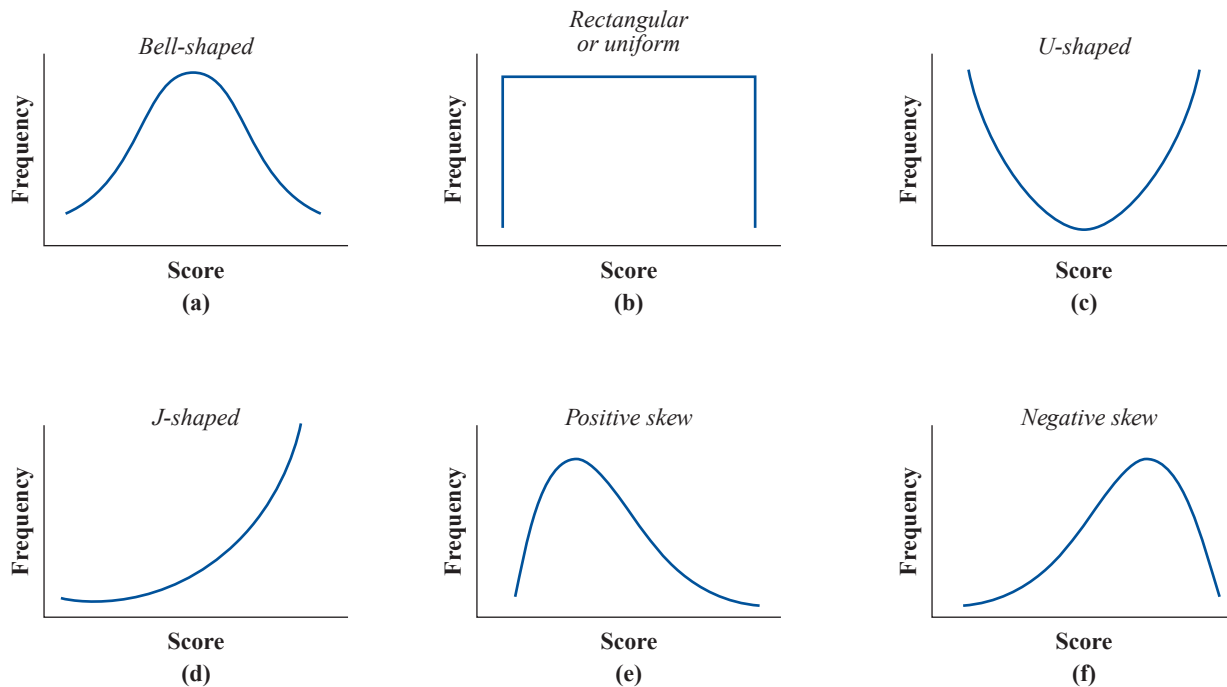 Bell-shaped
Frequency
Score
(a)
Rectangular
or uniform
Frequency
Score
(b)
U-shaped
Frequency
Score
(c)
J-shaped
Frequency
Score
(d)
Positive skew
Frequency
Score
(e)
Negative skew
Frequency
Score
(f)